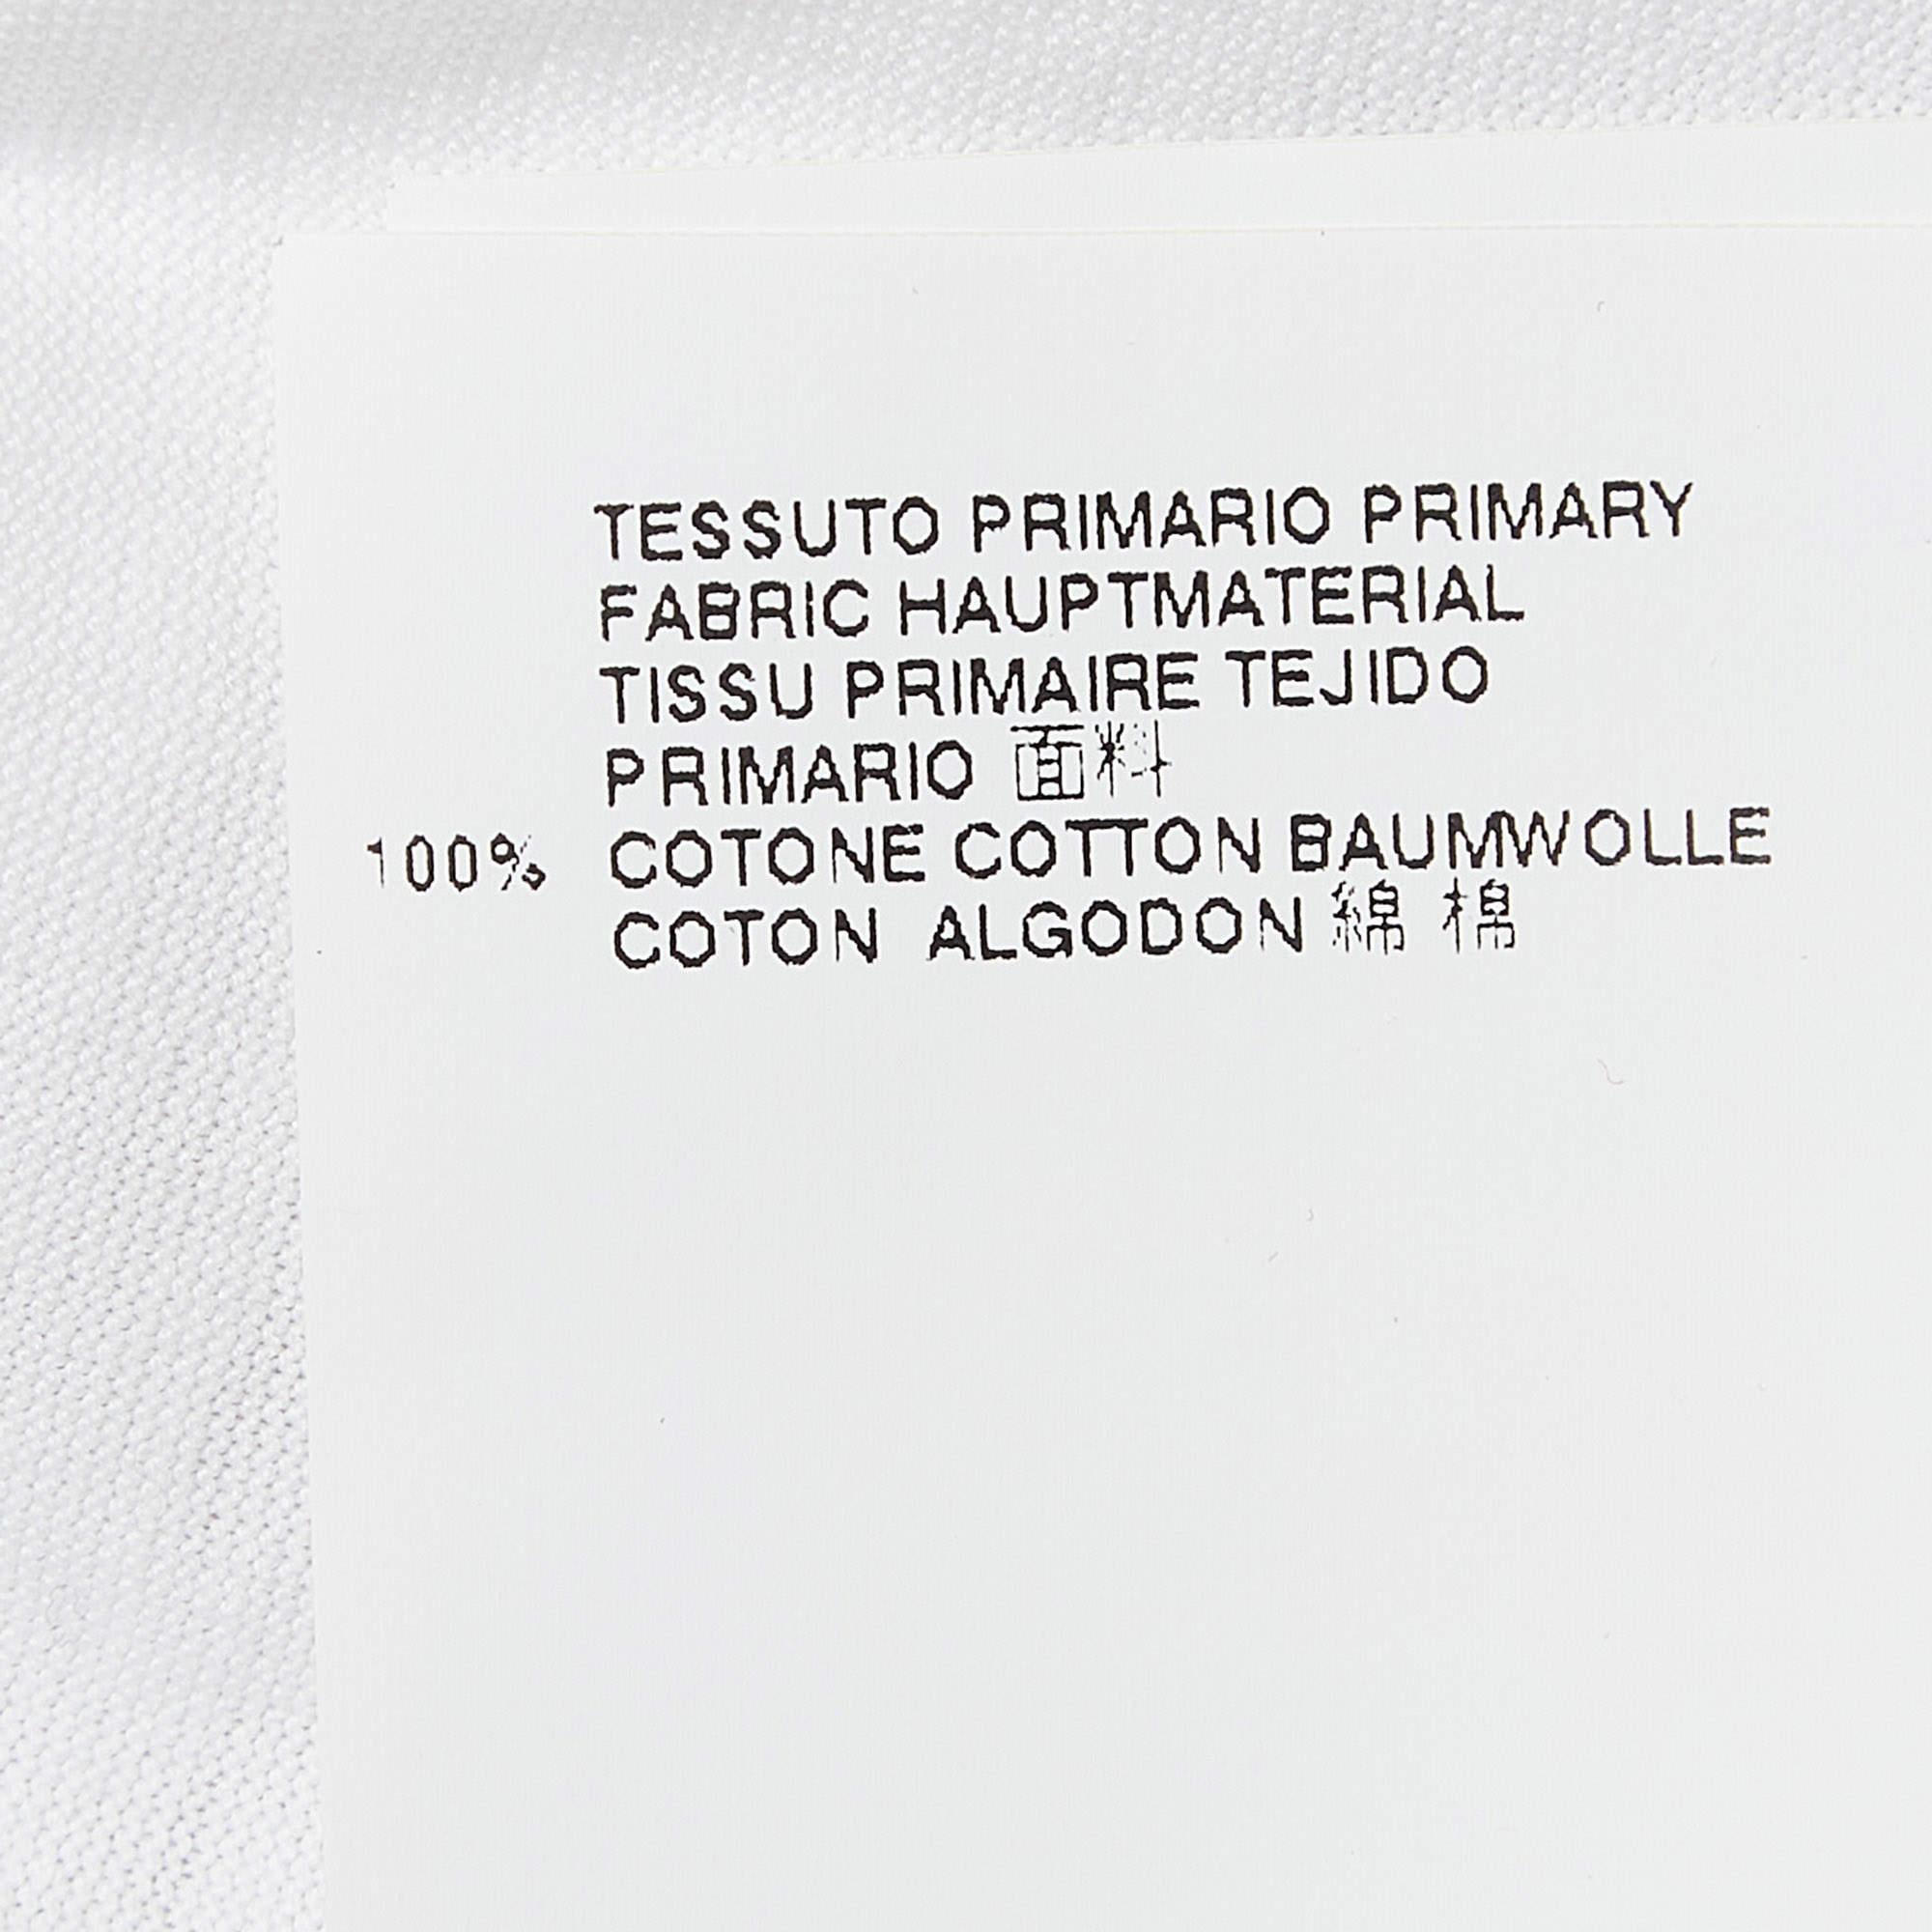 TESSUTO PRIMARIO PRIMARY
FABRIC HAUPTMATERIAL
TISSU PRIMAIRE TEJIDO
PRIMARIO 面料
100% COTONE COTTON BAUMWOLLE
COTON ALGODON 綿 棉